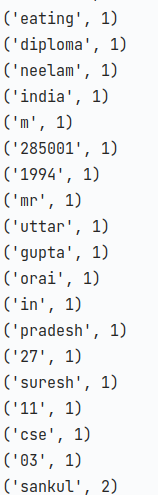 ('eating', 1)
('diploma', 1)
('neelam', 1)
('india', 1)
('m', 1)
('285001', 1)
('1994', 1)
('mr', 1)
('uttar', 1)
('gupta', 1)
('orai', 1)
('in', 1)
('pradesh', 1)
('27', 1)
('suresh', 1)
('11', 1)
('cse', 1)
('03', 1)
('sankul', 2)